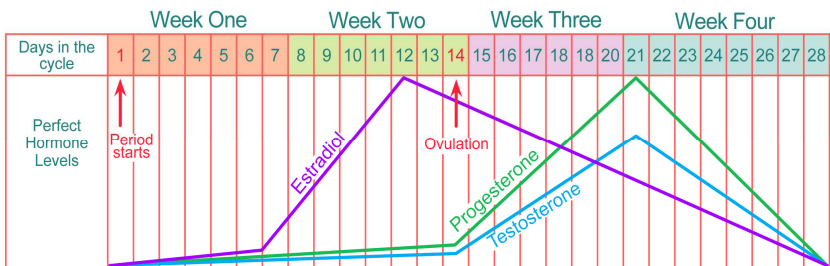 Week One Week Two Week Three Week Four
Days in the
cycle
1 2 3 4 5 6 7 8 9 10 11 12 13 14 15 16 17 18 18 20 21 22 23 24 25 26 27 28
Perfect
Hormone
Levels
Period
starts
Estradiol
Ovulation
Progesterone
Testosterone